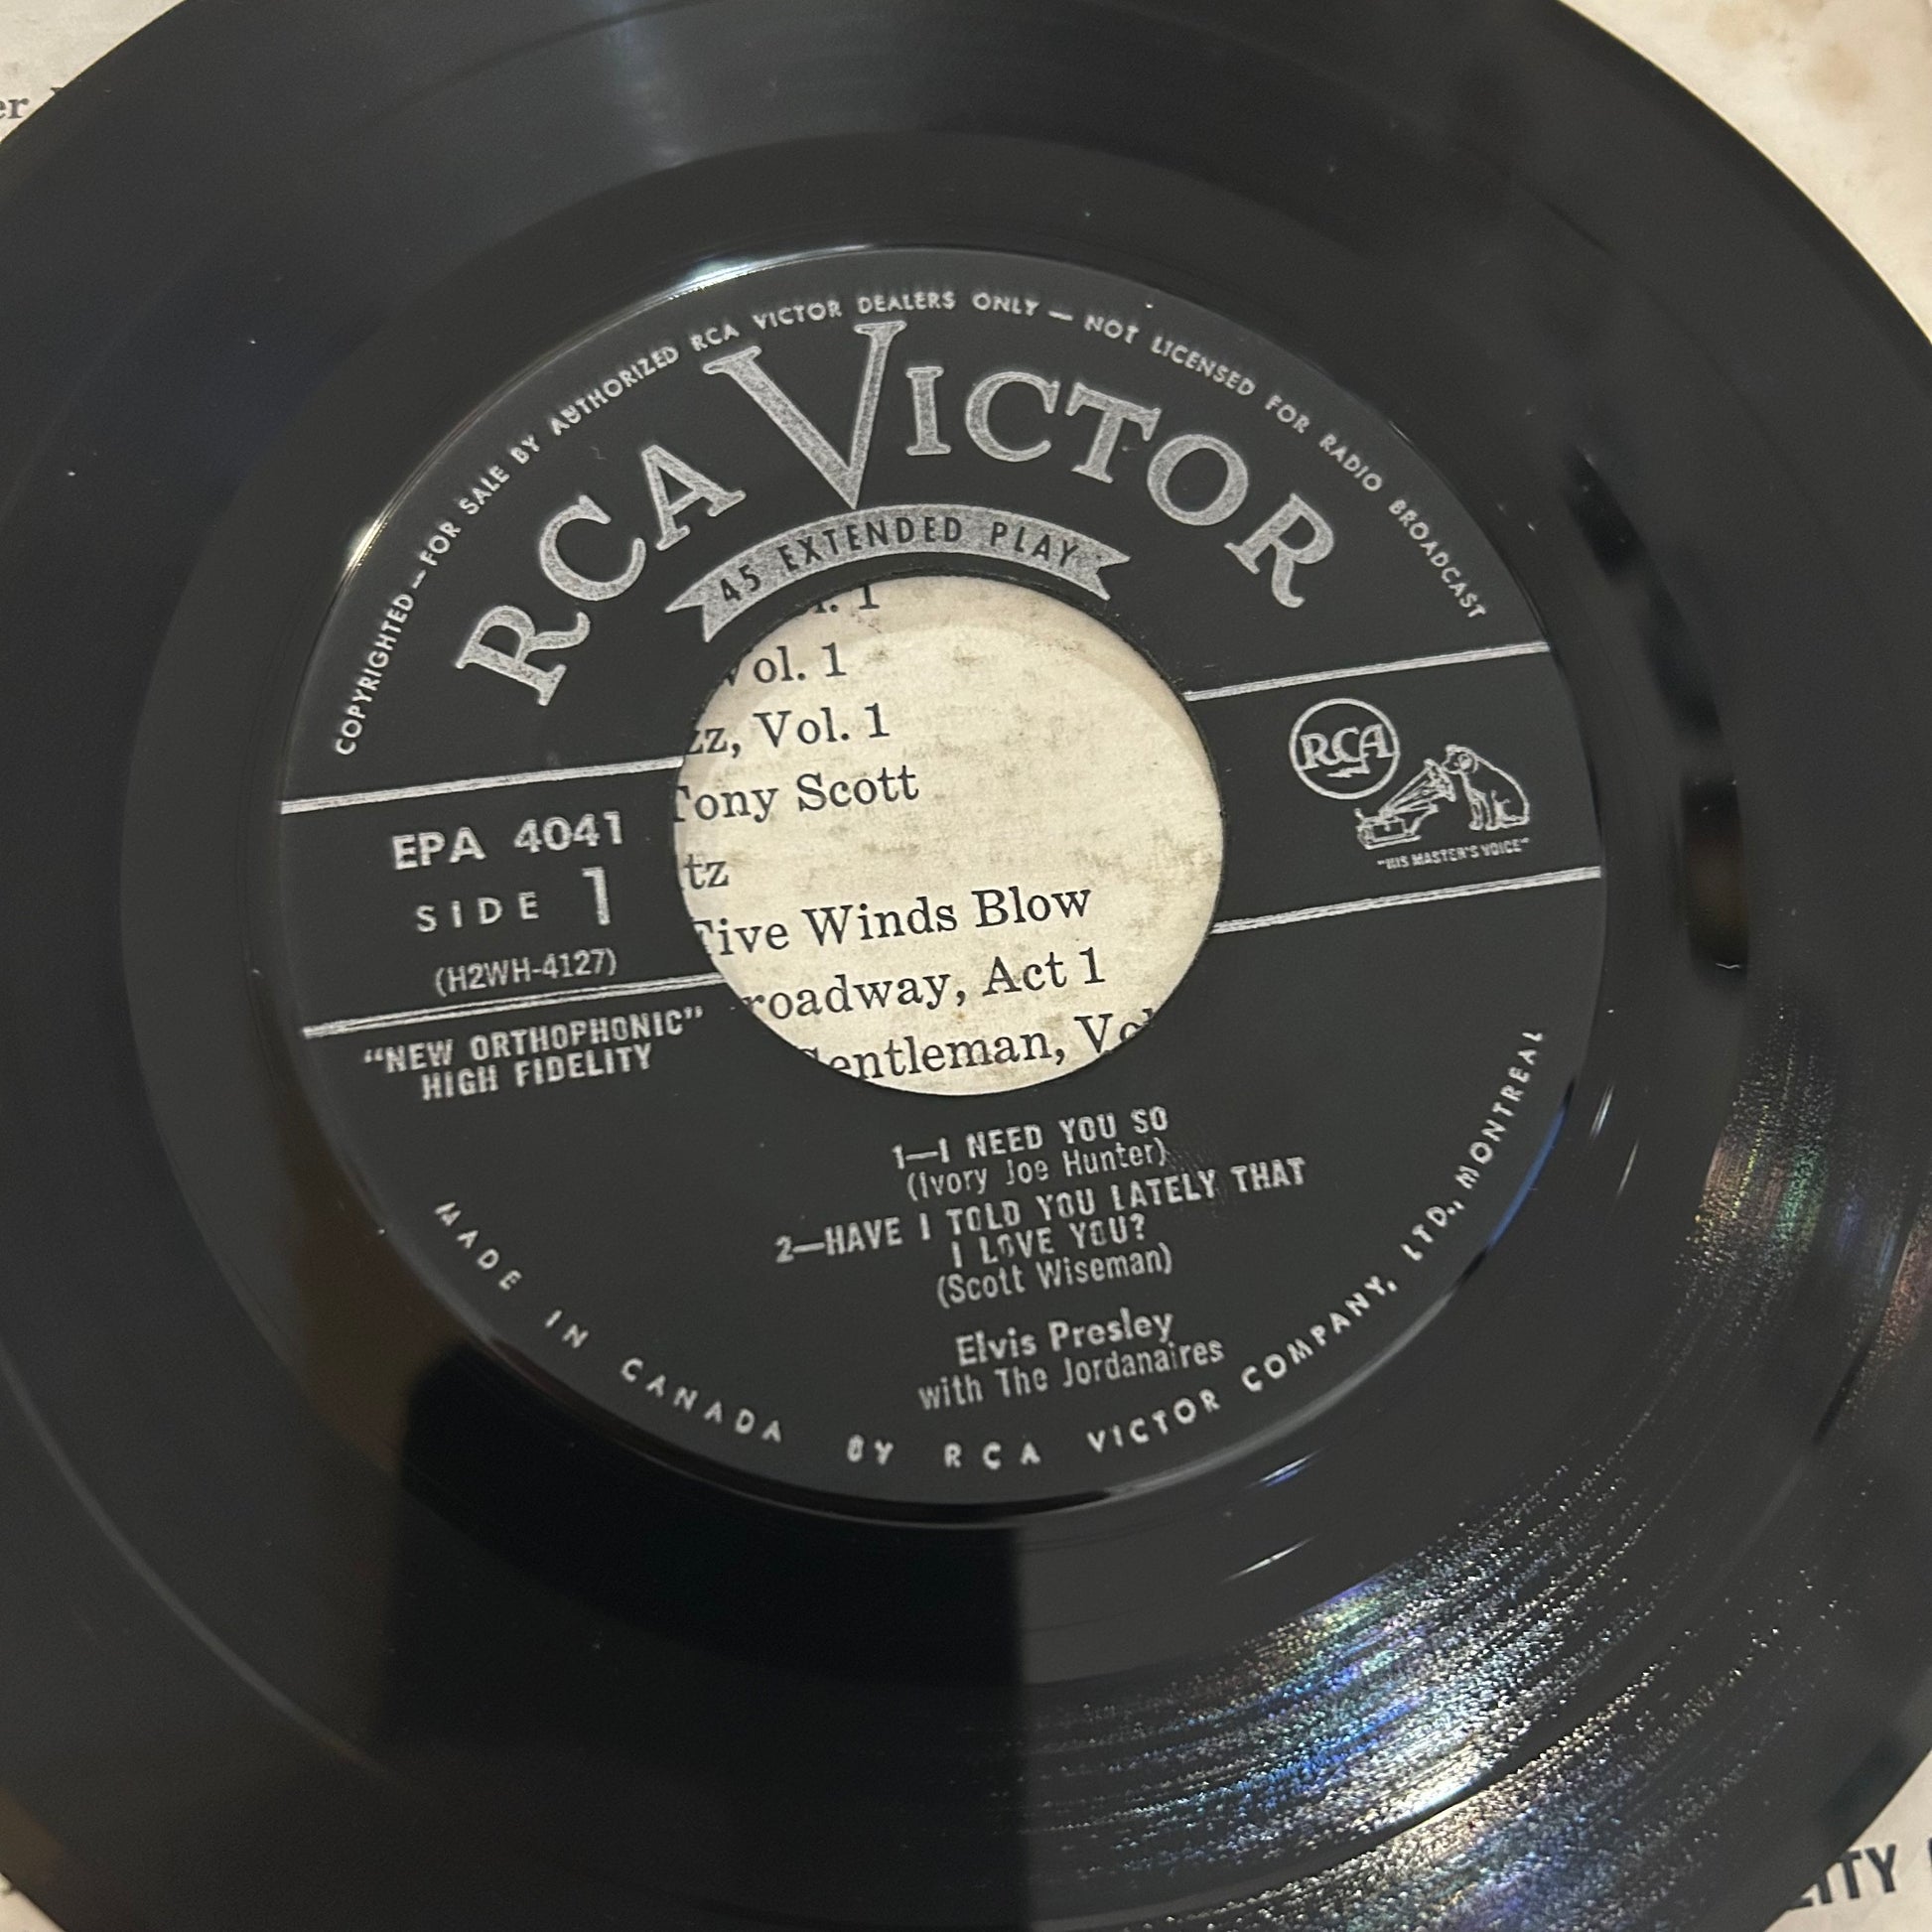 COPYRIGHTED—FOR SALE BY AUTHORIZED RCA VICTOR DEALERS ONLY — NOT LICENSED FOR RADIO BROADCAST
RCA VICTOR
45 EXTENDED PLAY
1
Vol. 1
zz, Vol. 1
Tony Scott
tz
Five Winds Blow
roadway, Act 1
Gentleman,
RCA
"HIS MASTER'S VOICE"
EPA 4041
SIDE 1
(H2WH-4127)
"NEW ORTHOPHONIC"
HIGH FIDELITY
1—I NEED YOU SO
(Ivory Joe Hunter)
2—HAVE I TOLD YOU LATELY THAT
I LOVE YOU?
(Scott Wiseman)
Elvis Presley
with The Jordanaires
MADE IN CANADA BY RCA VICTOR COMPANY, LTD., MONTREAL